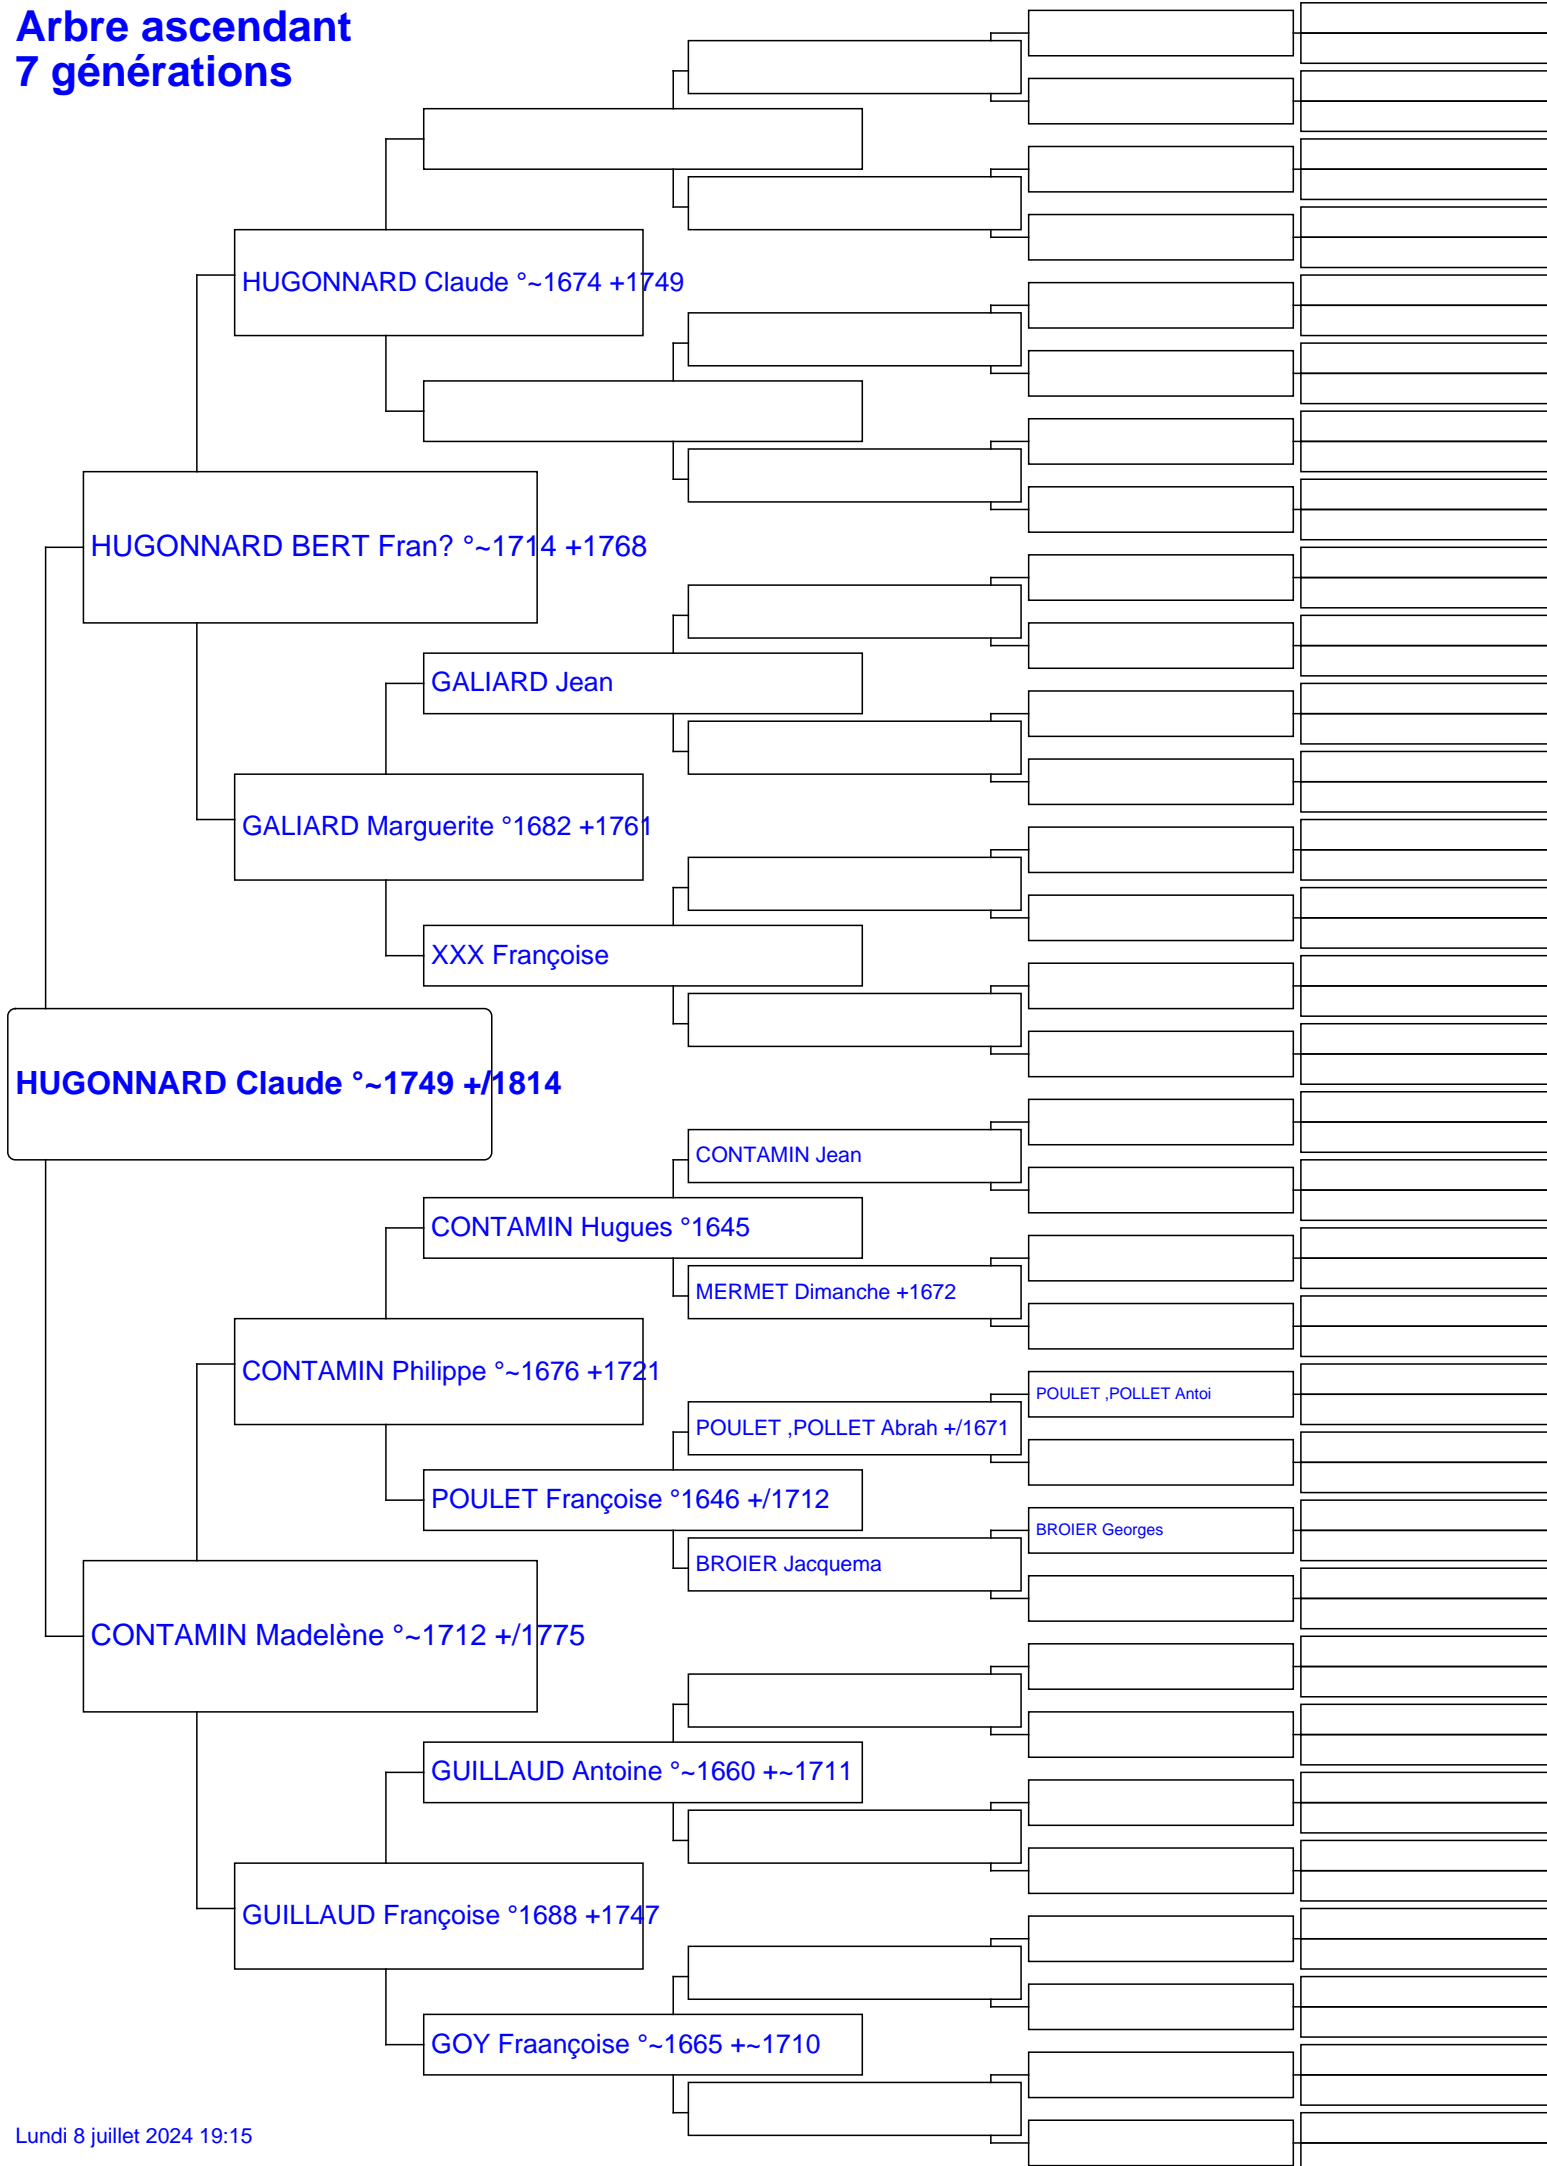 Arbre ascendant
7 générations
HUGONNARD Claude °~1674 +1749
HUGONNARD BERT Fran? °~1714 +1768
GALIARD Jean
GALIARD Marguerite °1682 +1761
XXX Françoise
HUGONNARD Claude °~1749 +/1814
CONTAMIN Jean
CONTAMIN Hugues °1645
MERMET Dimanche +1672
CONTAMIN Philippe °~1676 +1721
POULET ,POLLET Antoi
POULET ,POLLET Abrah +/1671
POULET Françoise °1646 +/1712
BROIER Georges
BROIER Jacquema
CONTAMIN Madelène °~1712 +/1775
GUILLAUD Antoine °~1660 +~1711
GUILLAUD Françoise °1688 +1747
GOY Fraançoise °~1665 +~1710
Lundi 8 juillet 2024 19:15